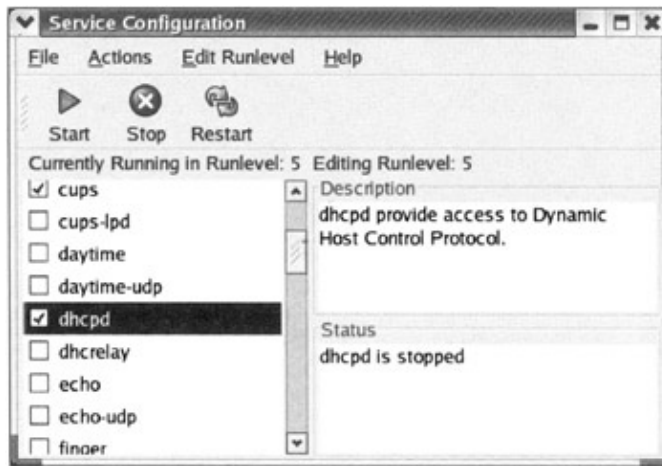 Service Configuration
File Actions Edit Runlevel Help
Start Stop Restart
Currently Running in Runlevel: 5 Editing Runlevel: 5
cups
cups-lpd
daytime
daytime-udp
dhcpd
dhcrelay
echo
echo-udp
finger
Description
dhcpd provide access to Dynamic
Host Control Protocol.
Status
dhcpd is stopped